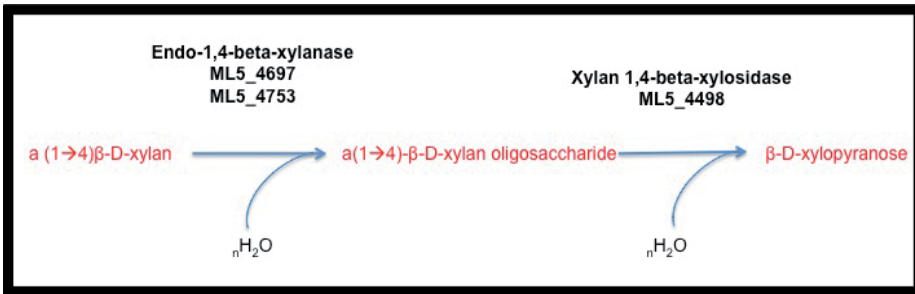 Endo-1,4-beta-xylanase
ML5_4697
ML5_4753
Xylan 1,4-beta-xylosidase
ML5_4498
a (1→4)β-D-xylan
a(1→4)-β-D-xylan oligosaccharide
β-D-xylopyranose
nH2O
nH2O